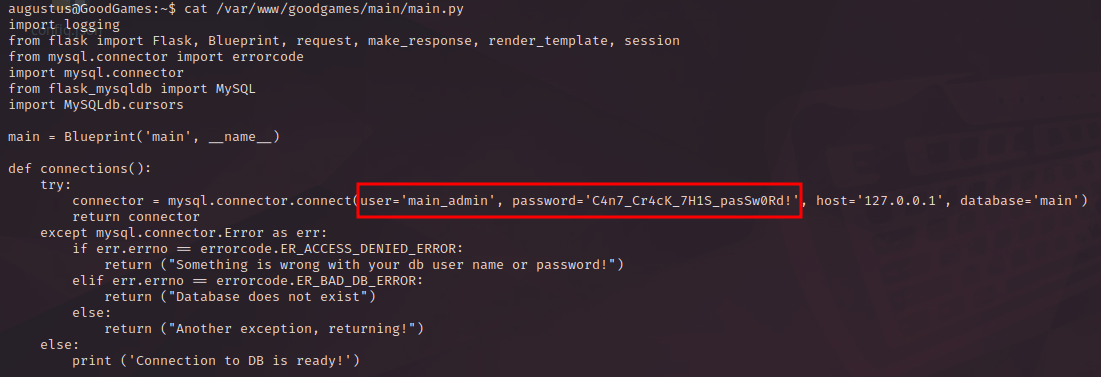 augustus@GoodGames:~$ cat /var/www/goodgames/main/main.py
import logging
from flask import Flask, Blueprint, request, make_response, render_template, session
from mysql.connector import errorcode
import mysql.connector
from flask_mysqldb import MySQL
import MySQLdb.cursors

main = Blueprint('main', __name__)

def connections():
    try:
        connector = mysql.connector.connect(user='main_admin', password='C4n7_Cr4cK_7H1S_pasSw0Rd!', host='127.0.0.1', database='main')
        return connector
    except mysql.connector.Error as err:
        if err.errno == errorcode.ER_ACCESS_DENIED_ERROR:
            return ("Something is wrong with your db user name or password!")
        elif err.errno == errorcode.ER_BAD_DB_ERROR:
            return ("Database does not exist")
        else:
            return ("Another exception, returning!")
    else:
        print ('Connection to DB is ready!')